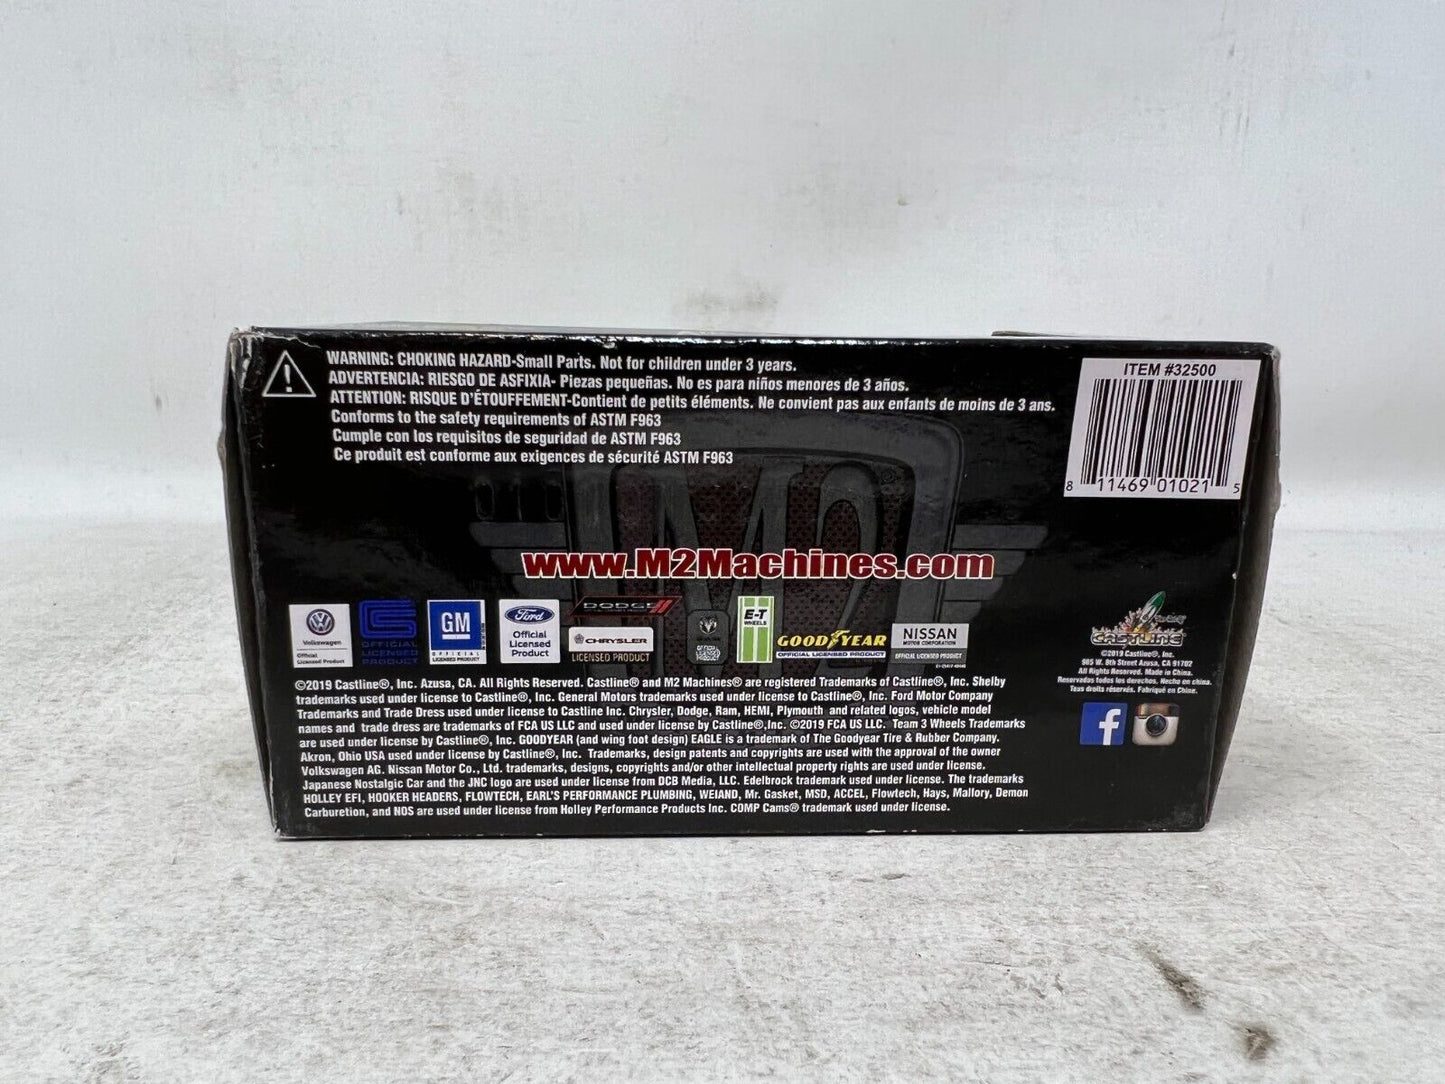 WARNING: CHOKING HAZARD-Small Parts. Not for children under 3 years.
ADVERTENCIA: RIESGO DE ASFIXIA- Piezas pequeñas. No es para niños menores de 3 años.
ATTENTION: RISQUE D'ÉTOUFFEMENT-Contient de petits éléments. Ne convient pas aux enfants de moins de 3 ans.
Conforms to the safety requirements of ASTM F963
Cumple con los requisitos de seguridad de ASTM F963
Ce produit est conforme aux exigences de sécurité ASTM F963
ITEM #32500
8 11469 01021 5
M2
www.M2Machines.com
Volkswagen
Official
Licensed Product
CS
OFFICIAL
LICENSED
PRODUCT
GM
OFFICIAL
Ford
Official
Licensed
Product
DODGE
CHRYSLER
LICENSED PRODUCT
OFFICIAL
LICENSED
PRODUCT
E-T
WHEELS
GOODYEAR
OFFICIAL LICENSED PRODUCT
NISSAN
MOTOR CORPORATION
OFFICIAL LICENSED PRODUCT
CASTLINE
©2019 Castline®, Inc.
985 W. 8th Street Azusa, CA 91702
All Rights Reserved. Made in China.
Reservados todos los derechos. Hecho en china.
Tous droits réservés. Fabriqué en Chine.
©2019 Castline®, Inc. Azusa, CA. All Rights Reserved. Castline® and M2 Machines® are registered Trademarks of Castline®, Inc. Shelby
trademarks used under license to Castline®, Inc. General Motors trademarks used under license to Castline®, Inc. Ford Motor Company
Trademarks and Trade Dress used under license to Castline Inc. Chrysler, Dodge, Ram, HEMI, Plymouth and related logos, vehicle model
names and trade dress are trademarks of FCA US LLC and used under license by Castline®,Inc. ©2019 FCA US LLC. Team 3 Wheels Trademarks
are used under license by Castline®, Inc. GOODYEAR (and wing foot design) EAGLE is a trademark of The Goodyear Tire & Rubber Company.
Akron, Ohio USA used under license by Castline®, Inc. Trademarks, design patents and copyrights are used with the approval of the owner
Volkswagen AG. Nissan Motor Co., Ltd. trademarks, designs, copyrights and/or other intellectual property rights are used under license.
Japanese Nostalgic Car and the JNC logo are used under license from DCB Media, LLC. Edelbrock trademark used under license. The trademarks
HOLLEY EFI, HOOKER HEADERS, FLOWTECH, EARL'S PERFORMANCE PLUMBING, WEIAND, Mr. Gasket, MSD, ACCEL, Flowtech, Hays, Mallory, Demon
Carburetion, and NOS are used under license from Holley Performance Products Inc. COMP Cams® trademark used under license.